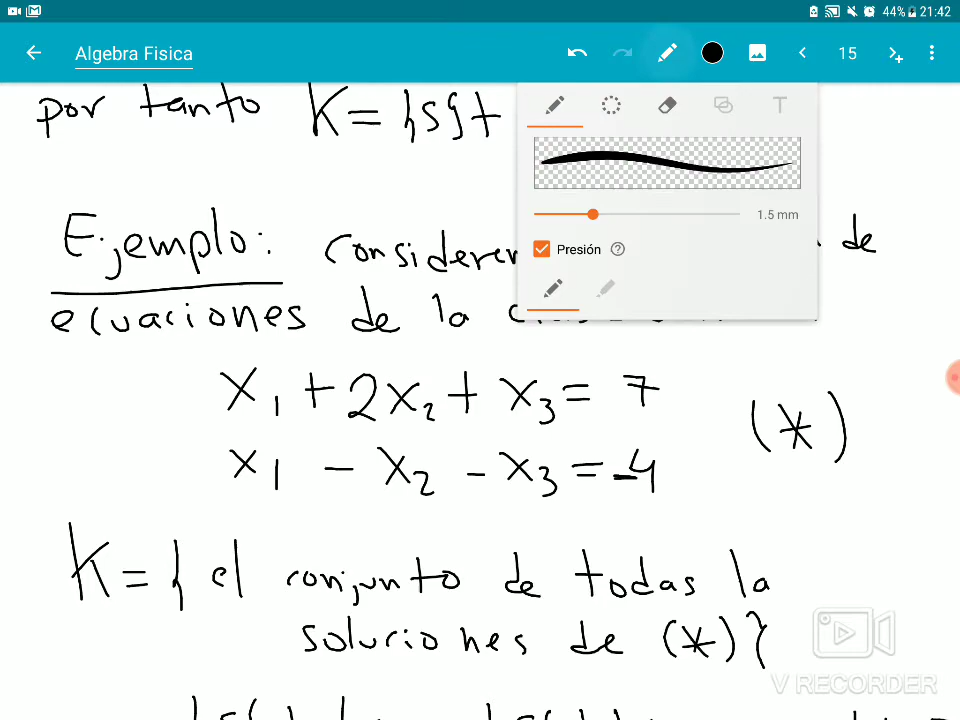 21:42
44%
Algebra Fisica
15
por tanto K = {s} +
1.5 mm
Presión
Ejemplo: de
ecuaciones de la
x1 + 2x2 + x3 = 7
(*)
x1 - x2 - x3 = -4
K = { el conjunto de todas la
soluciones de (*) }
V RECORDER